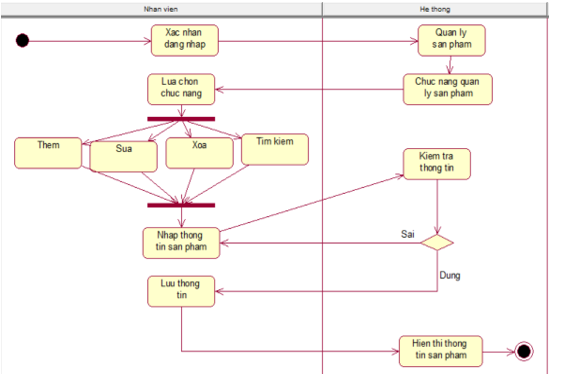 Nhan vien
He thong
Xac nhan
dang nhap
Quan ly
san pham
Lua chon
chuc nang
Chuc nang quan
ly san pham
Them
Sua
Xoa
Tim kiem
Kiem tra
thong tin
Nhap thong
tin san pham
Sai
Dung
Luu thong
tin
Hien thi thong
tin san pham